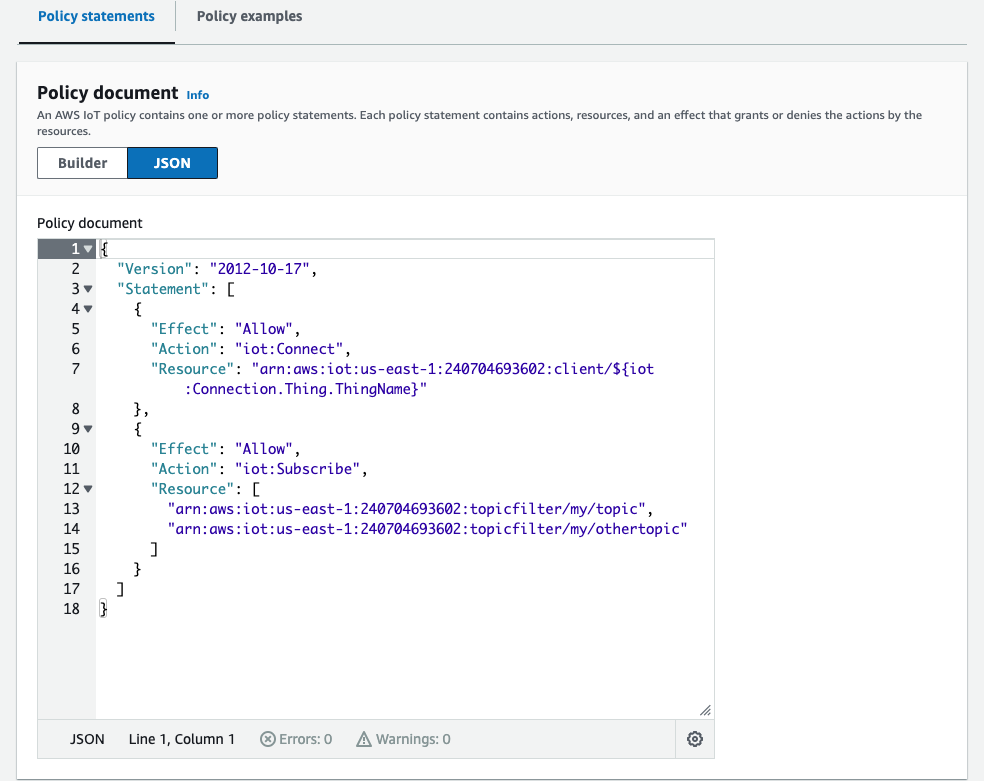 Policy statements Policy examples
Policy document Info
An AWS IoT policy contains one or more policy statements. Each policy statement contains actions, resources, and an effect that grants or denies the actions by the
resources.
Builder JSON
Policy document
1 {
2 "Version": "2012-10-17",
3 "Statement": [
4 {
5 "Effect": "Allow",
6 "Action": "iot:Connect",
7 "Resource": "arn:aws:iot:us-east-1:240704693602:client/${iot
:Connection.Thing.ThingName}"
8 },
9 {
10 "Effect": "Allow",
11 "Action": "iot:Subscribe",
12 "Resource": [
13 "arn:aws:iot:us-east-1:240704693602:topicfilter/my/topic",
14 "arn:aws:iot:us-east-1:240704693602:topicfilter/my/othertopic"
15 ]
16 }
17 ]
18 }
JSON Line 1, Column 1 Errors: 0 Warnings: 0